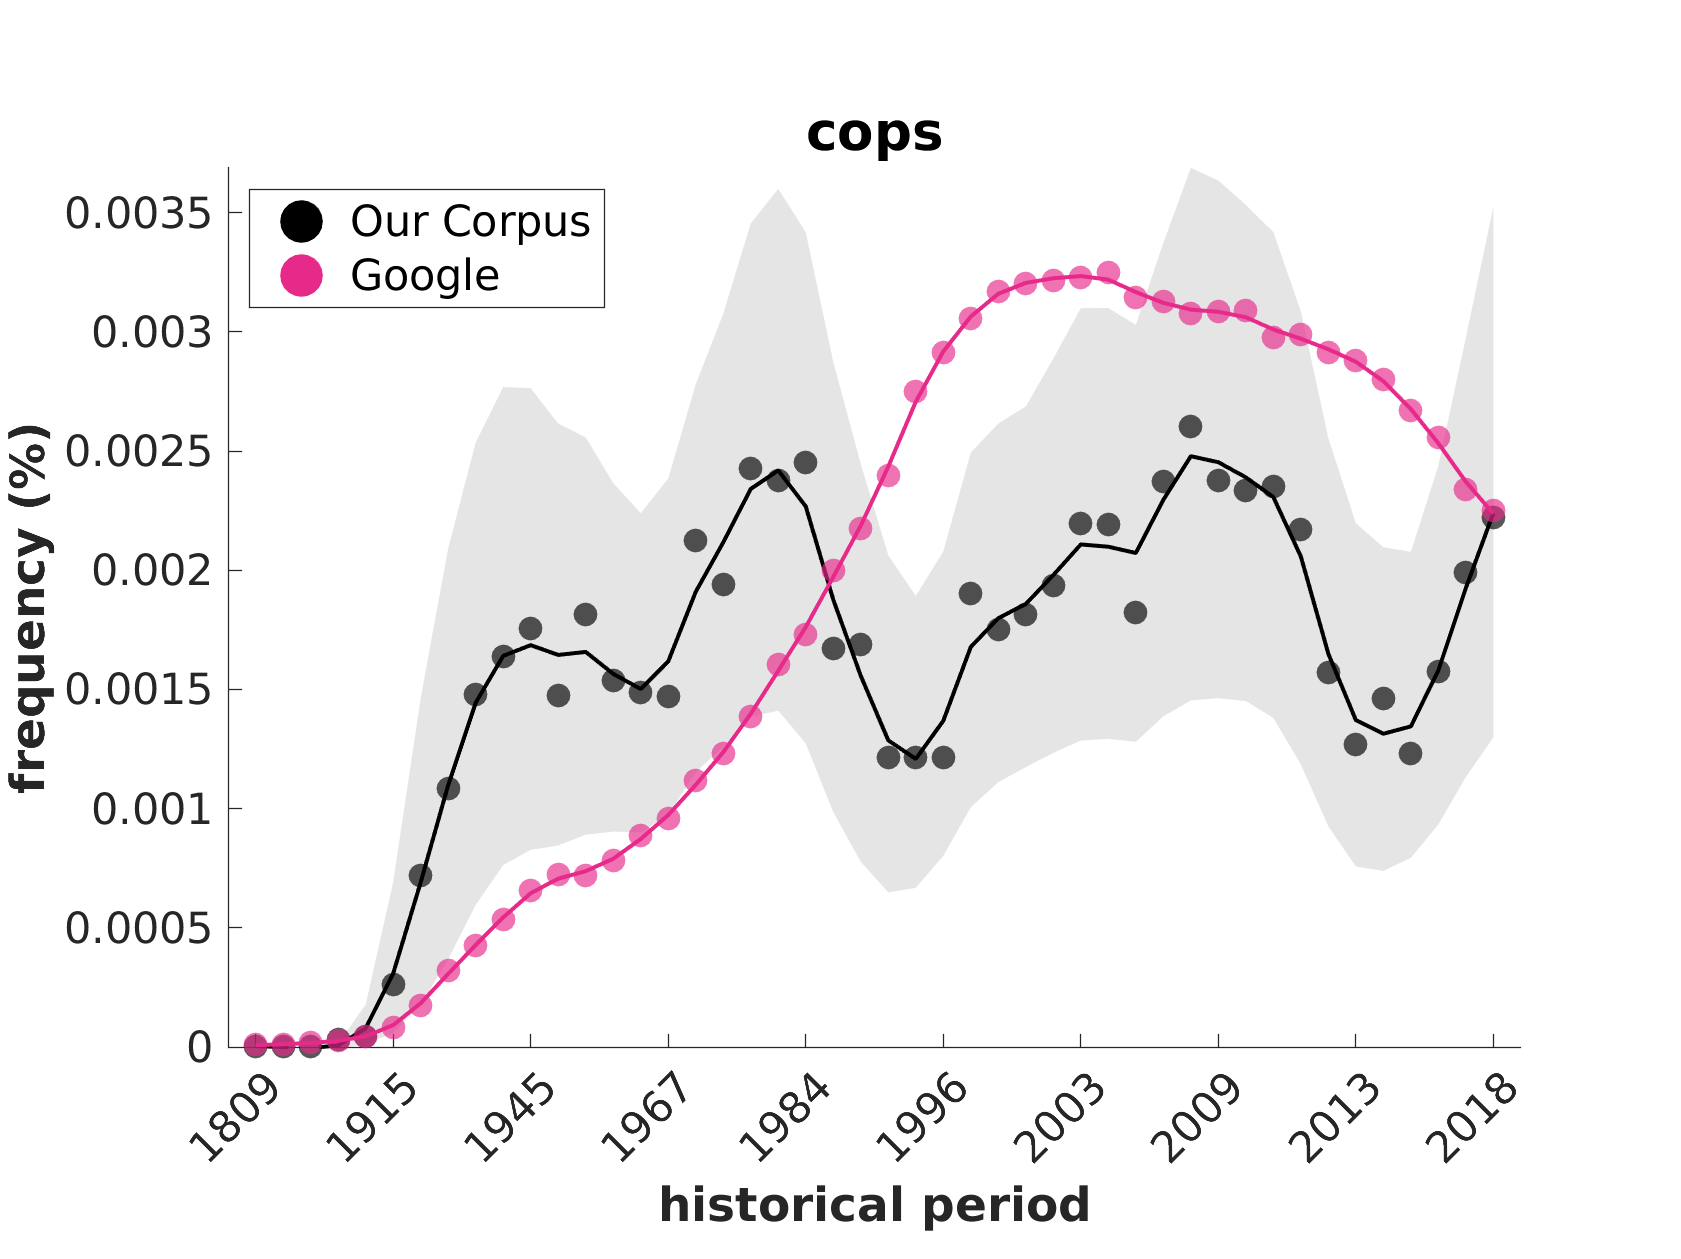 cops
Our Corpus
Google
frequency (%)
0.0035
0.003
0.0025
0.002
0.0015
0.001
0.0005
0
1809 1915 1945 1967 1984 1996 2003 2009 2013 2018
historical period